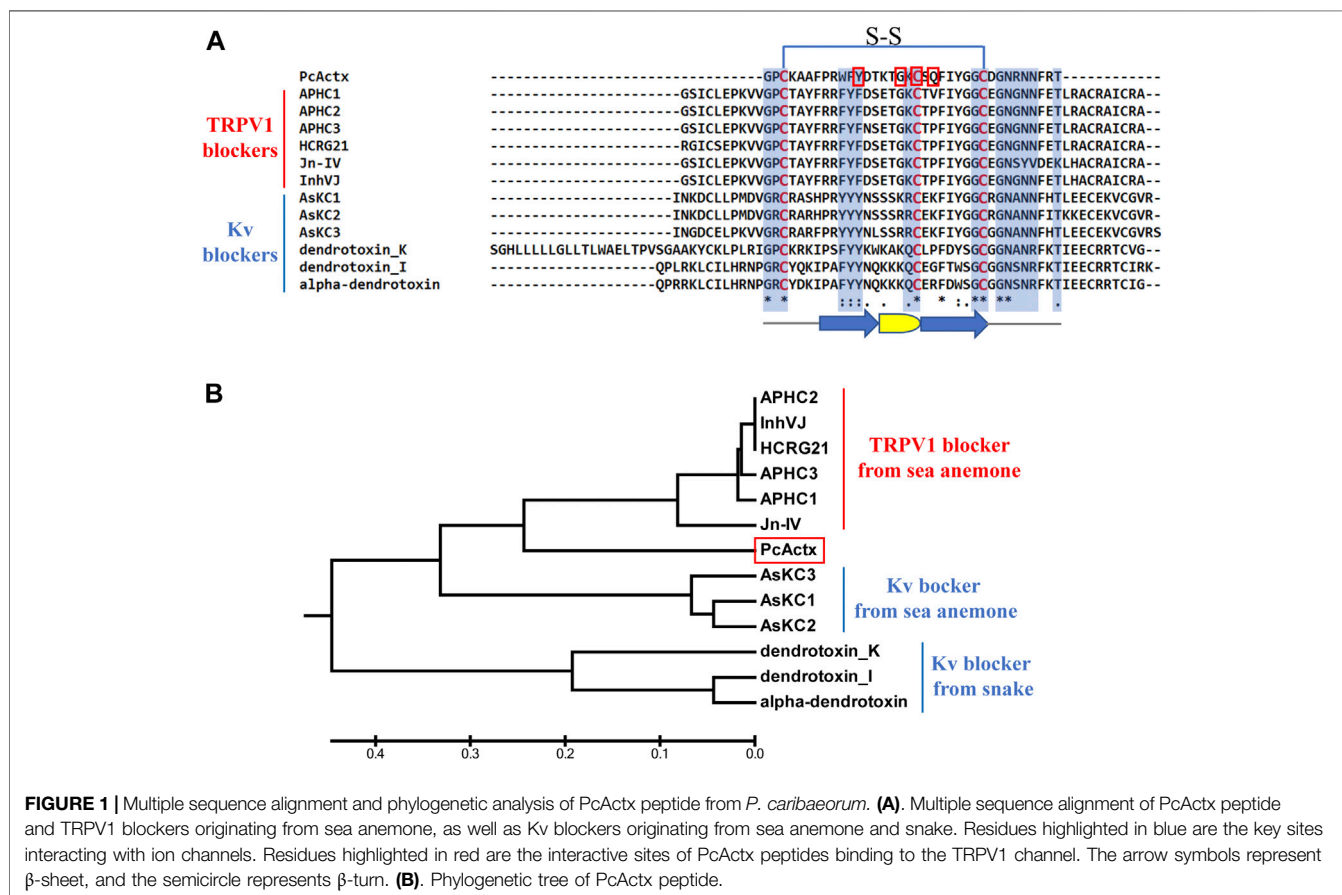 A
S-S
PcActx ---------------------------------GPCKAAFPRWFYDTKTGKCSQFIYGGCDGNRNNFRT------------
APHC1 -----------------------GSICLEPKVVGPCTAYFRRFYFDSETGKCTVFIYGGCEGNGNNFETLRACRAICRA--
APHC2 -----------------------GSICLEPKVVGPCTAYFRRFYFDSETGKCTPFIYGGCEGNGNNFETLRACRAICRA--
APHC3 -----------------------GSICLEPKVVGPCTAYFRRFYFNSETGKCTPFIYGGCEGNGNNFETLRACRAICRA--
HCRG21 -----------------------RGICSEPKVVGPCTAYFRRFYFDSETGKCTPFIYGGCEGNGNNFETLRACRAICRA--
Jn-IV -----------------------GSICLEPKVVGPCTAYFRRFYFDSETGKCTPFIYGGCEGNSYVDEKLHACRAICRA--
InhVJ -----------------------GSICLEPKVVGPCTAYFRRFYFDSETGKCTPFIYGGCEGNGNNFETLHACRAICRA--
AsKC1 ----------------------INKDCLLPMDVGRCRASHPRYYYNSSSKRCEKFIYGGCRGNANNFHTLEECEKVCGVR-
AsKC2 ----------------------INKDCLLPMDVGRCRARHPRYYYNSSSRRCEKFIYGGCRGNANNFITKKECEKVCGVR-
AsKC3 ----------------------INGDCELPKVVGRCRARFPRYYYNLSSRRCEKFIYGGCGGNANNFHTLEECEKVCGVRS
dendrotoxin_K SGHLLLLLGLLTLWAELTPVSGAAKYCKLPLRIGPCKRKIPSFYYKWKAKQCLPFDYSGCGGNANRFKTIEECRRTCVG--
dendrotoxin_I --------------------QPLRKLCILHRNPGRCYQKIPAFYYNQKKKQCEGFTWSGCGGNSNRFKTIEECRRTCIRK-
alpha-dendrotoxin --------------------QPRRKLCILHRNPGRCYDKIPAFYYNQKKKQCERFDWSGCGGNSNRFKTIEECRRTCIG--
* * :::. . .* * :.** ** .
TRPV1
blockers
Kv
blockers
B
APHC2
InhVJ
HCRG21
APHC3
APHC1
Jn-IV
PcActx
AsKC3
AsKC1
AsKC2
dendrotoxin_K
dendrotoxin_I
alpha-dendrotoxin
TRPV1 blocker
from sea anemone
Kv bocker
from sea anemone
Kv blocker
from snake
0.4 0.3 0.2 0.1 0.0
FIGURE 1 | Multiple sequence alignment and phylogenetic analysis of PcActx peptide from P. caribaeorum. (A). Multiple sequence alignment of PcActx peptide
and TRPV1 blockers originating from sea anemone, as well as Kv blockers originating from sea anemone and snake. Residues highlighted in blue are the key sites
interacting with ion channels. Residues highlighted in red are the interactive sites of PcActx peptides binding to the TRPV1 channel. The arrow symbols represent
β-sheet, and the semicircle represents β-turn. (B). Phylogenetic tree of PcActx peptide.